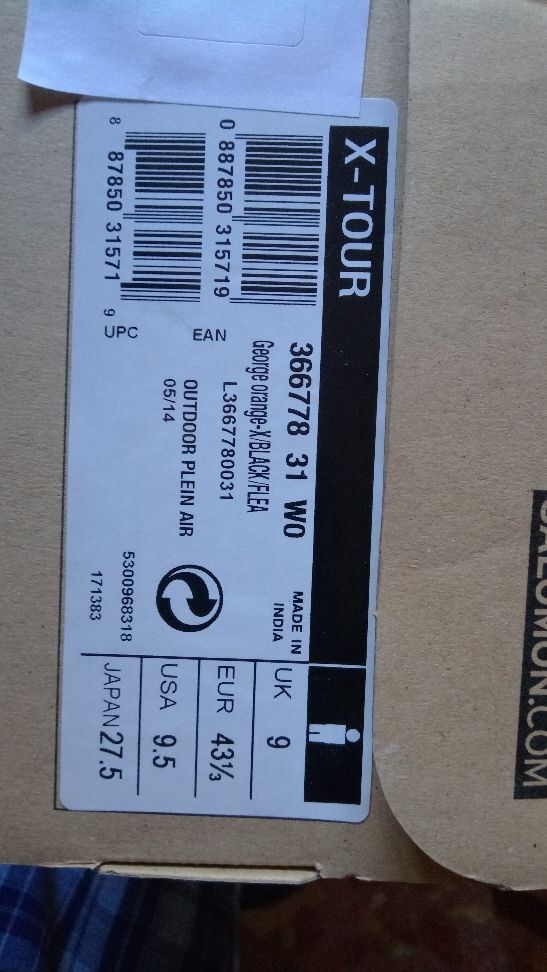 X-TOUR
0 887850 315719
EAN
8 87850 31571 9
UPC
366778 31 W0
George orange-X/BLACK/FLEA
L3667780031
OUTDOOR PLEIN AIR
05/14
MADE IN
INDIA
5300968318
171383
UK 9
EUR 43⅓
USA 9.5
JAPAN 27.5
SALOMON.COM